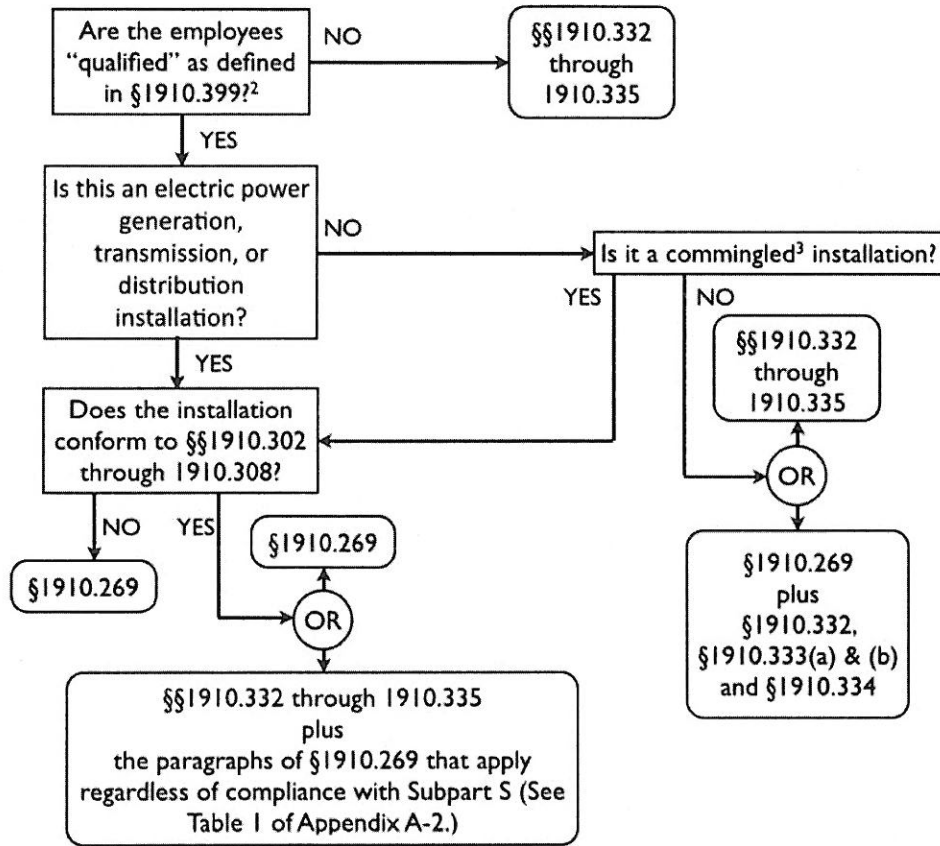 Are the employees
“qualified” as defined
in §1910.399?²
NO
§§1910.332
through
1910.335
YES
Is this an electric power
generation,
transmission, or
distribution
installation?
NO
Is it a commingled³ installation?
YES
NO
§§1910.332
through
1910.335
OR
§1910.269
plus
§1910.332,
§1910.333(a) & (b)
and §1910.334
YES
Does the installation
conform to §§1910.302
through 1910.308?
NO
YES
§1910.269
§1910.269
OR
§§1910.332 through 1910.335
plus
the paragraphs of §1910.269 that apply
regardless of compliance with Subpart S (See
Table 1 of Appendix A-2.)